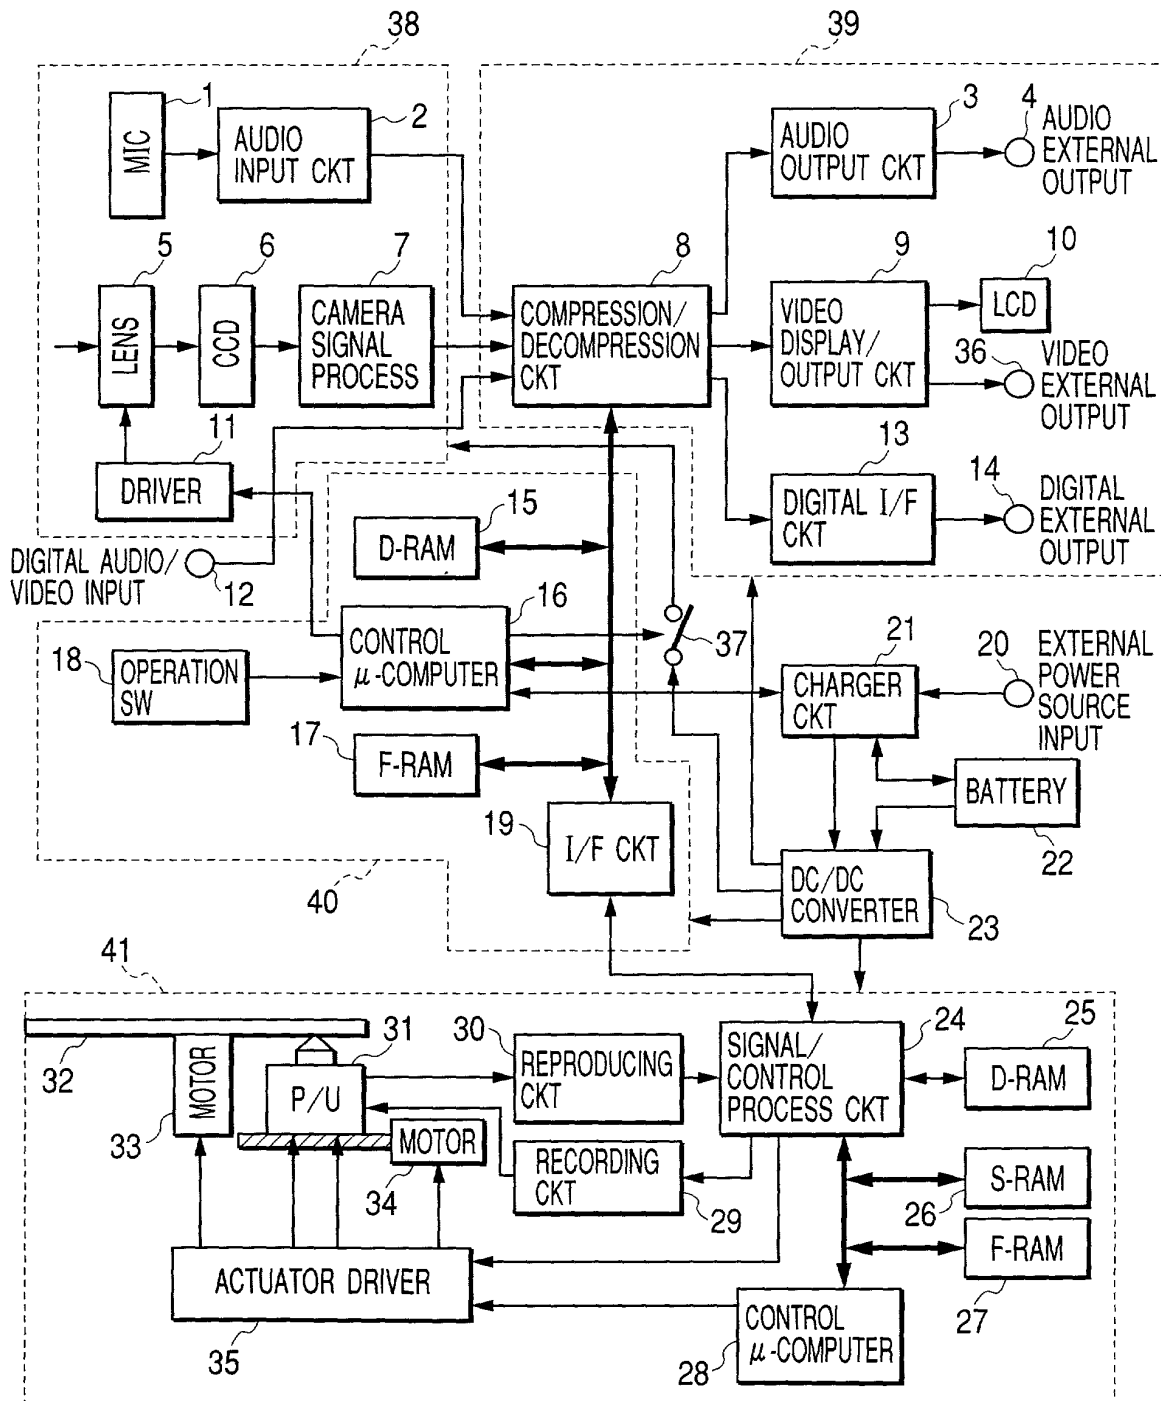 38
39
1
MIC
2
AUDIO
INPUT CKT
3
AUDIO
OUTPUT CKT
4
AUDIO
EXTERNAL
OUTPUT
5
LENS
6
CCD
7
CAMERA
SIGNAL
PROCESS
8
COMPRESSION/
DECOMPRESSION
CKT
9
VIDEO
DISPLAY/
OUTPUT CKT
10
LCD
36
VIDEO
EXTERNAL
OUTPUT
11
DRIVER
13
DIGITAL I/F
CKT
14
DIGITAL
EXTERNAL
OUTPUT
DIGITAL AUDIO/
VIDEO INPUT
12
15
D-RAM
16
CONTROL
μ-COMPUTER
37
18
OPERATION
SW
17
F-RAM
19
I/F CKT
21
CHARGER
CKT
20
EXTERNAL
POWER
SOURCE
INPUT
BATTERY
22
DC/DC
CONVERTER
23
40
41
32
MOTOR
33
31
P/U
MOTOR
34
30
REPRODUCING
CKT
RECORDING
CKT
29
24
SIGNAL/
CONTROL
PROCESS CKT
25
D-RAM
S-RAM
26
F-RAM
27
ACTUATOR DRIVER
35
CONTROL
μ-COMPUTER
28